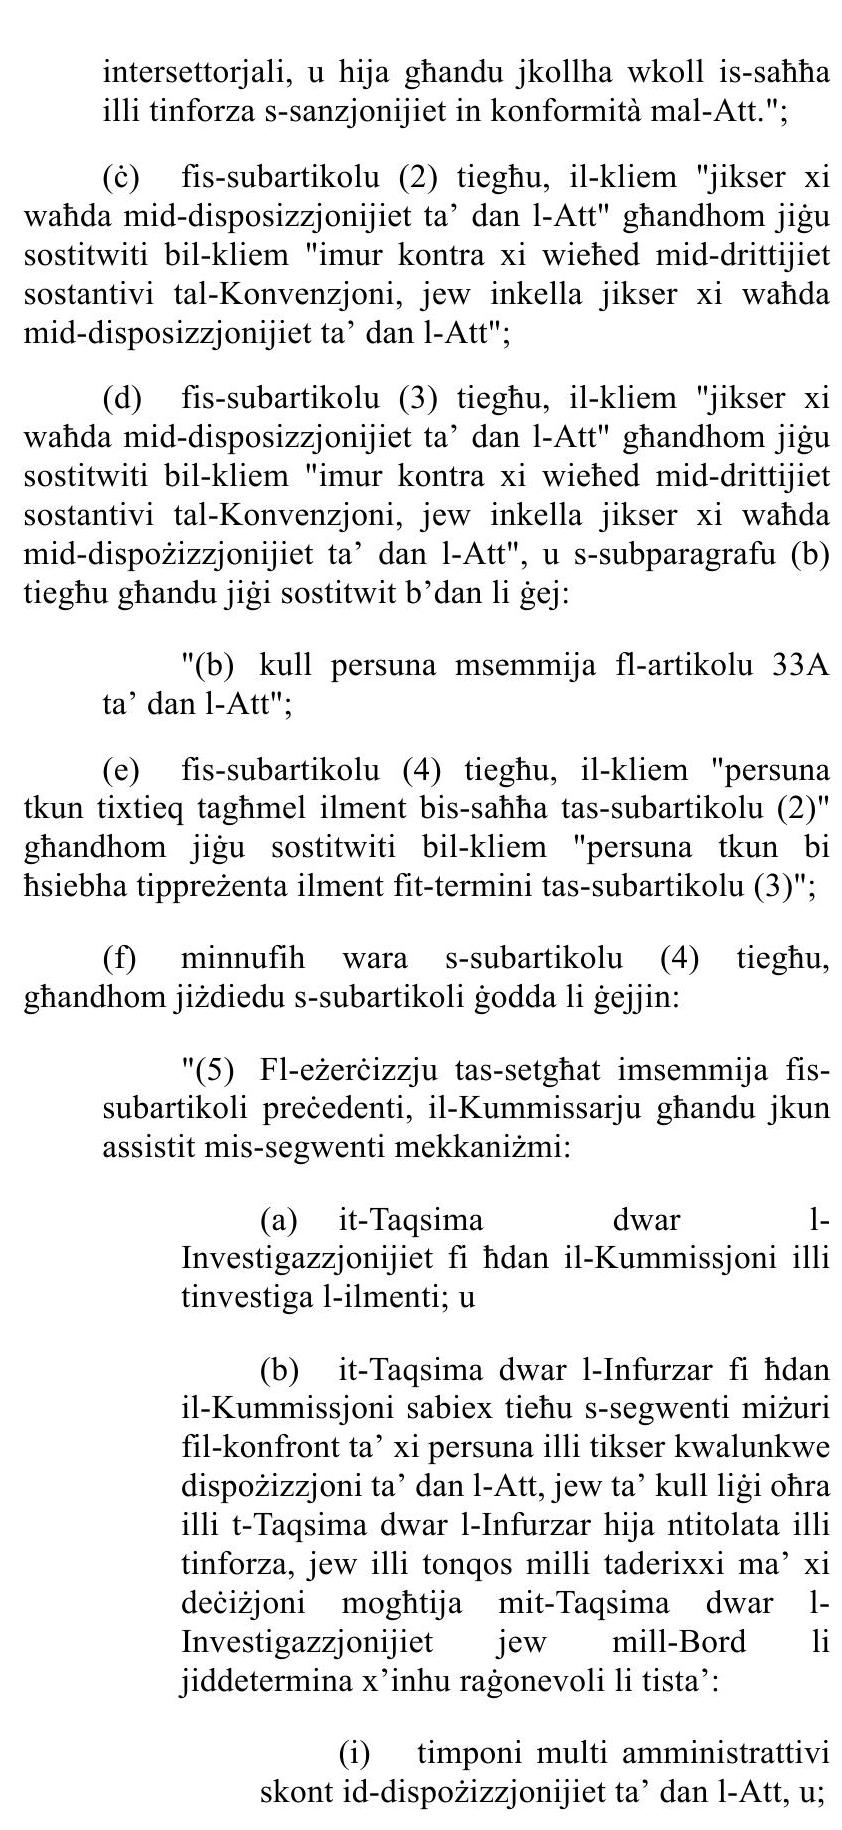 intersettorjali, u hija għandu jkollha wkoll is-saħħa
illi tinforza s-sanzjonijiet in konformità mal-Att.";
(ċ) fis-subartikolu (2) tiegħu, il-kliem "jikser xi
waħda mid-disposizzjonijiet ta’ dan l-Att" għandhom jiġu
sostitwiti bil-kliem "imur kontra xi wieħed mid-drittijiet
sostantivi tal-Konvenzjoni, jew inkella jikser xi waħda
mid-disposizzjonijiet ta’ dan l-Att";
(d) fis-subartikolu (3) tiegħu, il-kliem "jikser xi
waħda mid-disposizzjonijiet ta’ dan l-Att" għandhom jiġu
sostitwiti bil-kliem "imur kontra xi wieħed mid-drittijiet
sostantivi tal-Konvenzjoni, jew inkella jikser xi waħda
mid-dispożizzjonijiet ta’ dan l-Att", u s-subparagrafu (b)
tiegħu għandu jiġi sostitwit b’dan li ġej:
"(b) kull persuna msemmija fl-artikolu 33A
ta’ dan l-Att";
(e) fis-subartikolu (4) tiegħu, il-kliem "persuna
tkun tixtieq tagħmel ilment bis-saħħa tas-subartikolu (2)"
għandhom jiġu sostitwiti bil-kliem "persuna tkun bi
ħsiebha tippreżenta ilment fit-termini tas-subartikolu (3)";
(f) minnufih wara s-subartikolu (4) tiegħu,
għandhom jiżdiedu s-subartikoli ġodda li ġejjin:
"(5) Fl-eżerċizzju tas-setgħat imsemmija fis-
subartikoli preċedenti, il-Kummissarju għandu jkun
assistit mis-segwenti mekkaniżmi:
(a) it-Taqsima dwar l-
Investigazzjonijiet fi ħdan il-Kummissjoni illi
tinvestiga l-ilmenti; u
(b) it-Taqsima dwar l-Infurzar fi ħdan
il-Kummissjoni sabiex tieħu s-segwenti miżuri
fil-konfront ta’ xi persuna illi tikser kwalunkwe
dispożizzjoni ta’ dan l-Att, jew ta’ kull liġi oħra
illi t-Taqsima dwar l-Infurzar hija ntitolata illi
tinforza, jew illi tonqos milli taderixxi ma’ xi
deċiżjoni mogħtija mit-Taqsima dwar l-
Investigazzjonijiet jew mill-Bord li
jiddetermina x’inhu raġonevoli li tista’:
(i) timponi multi amministrattivi
skont id-dispożizzjonijiet ta’ dan l-Att, u;